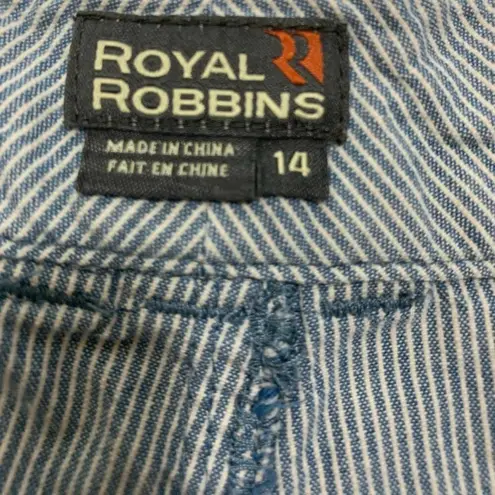 ROYAL
ROBBINS
MADE IN CHINA
FAIT EN CHINE
14